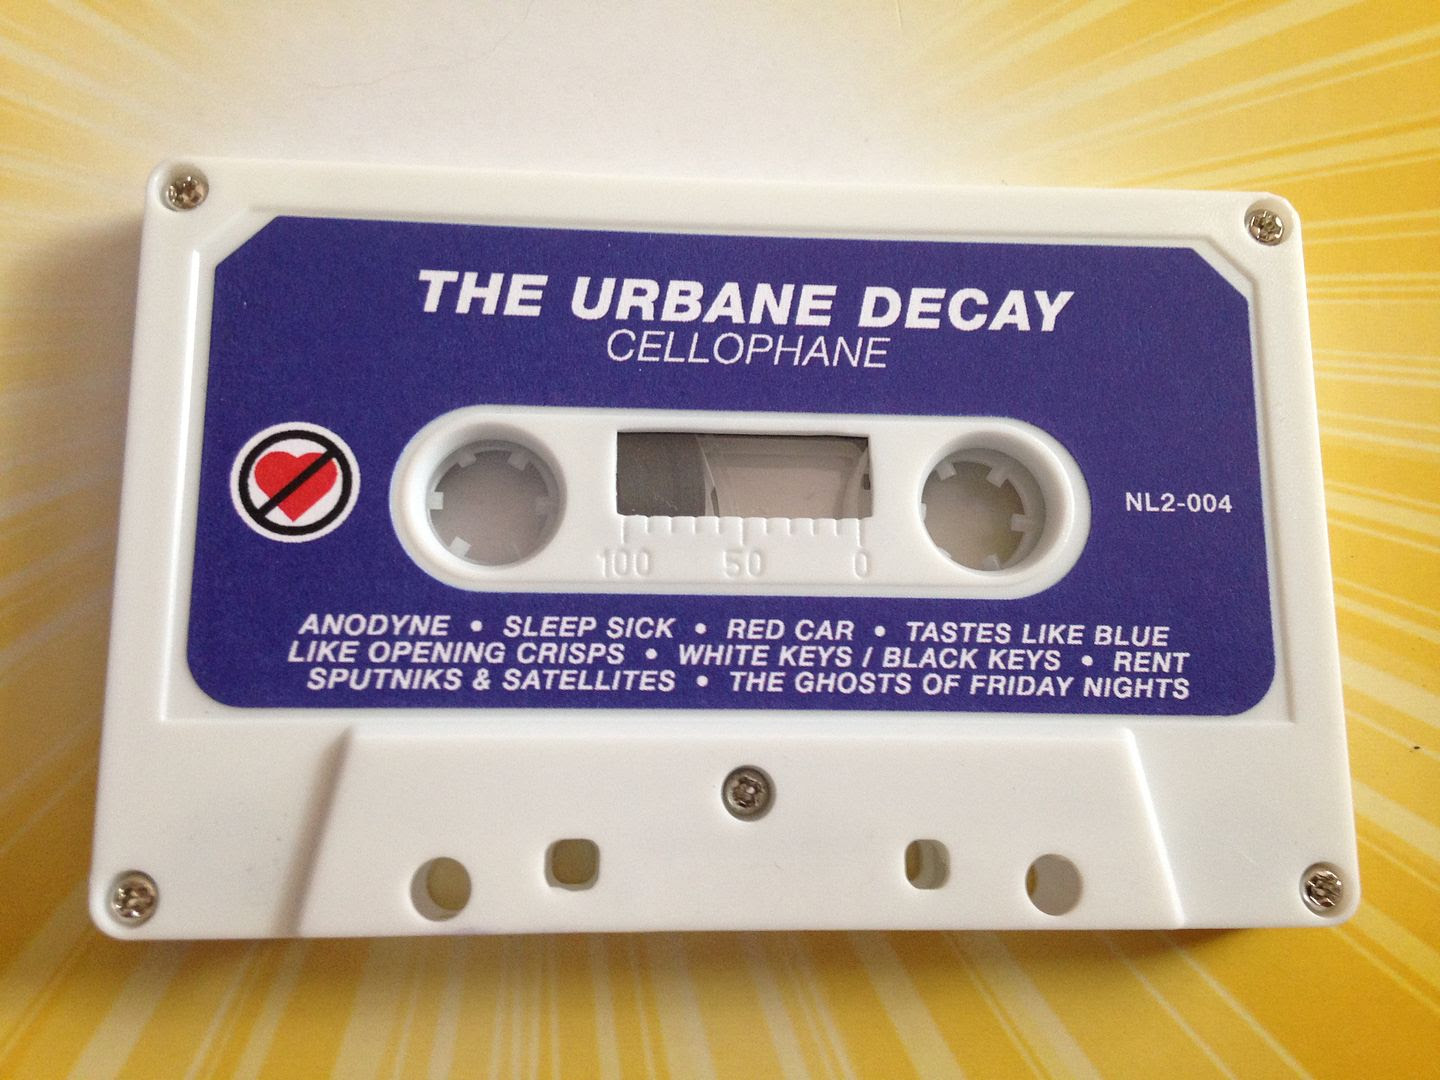 THE URBANE DECAY
CELLOPHANE
NL2-004
100 50 0
ANODYNE • SLEEP SICK • RED CAR • TASTES LIKE BLUE
LIKE OPENING CRISPS • WHITE KEYS / BLACK KEYS • RENT
SPUTNIKS & SATELLITES • THE GHOSTS OF FRIDAY NIGHTS